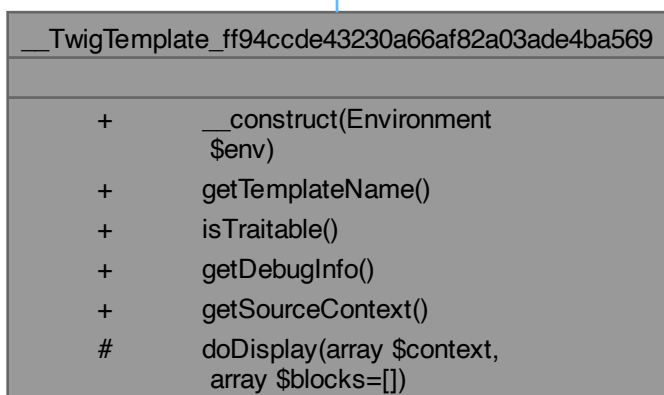 __TwigTemplate_ff94ccde43230a66af82a03ade4ba569
+ __construct(Environment
$env)
+ getTemplateName()
+ isTraitable()
+ getDebugInfo()
+ getSourceContext()
# doDisplay(array $context,
array $blocks=[])